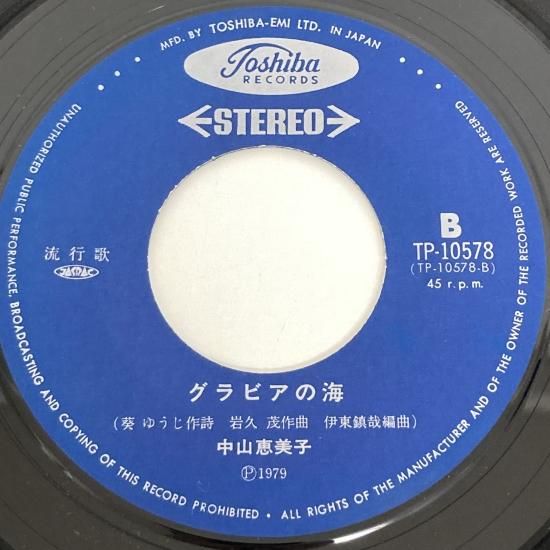 MFD. BY TOSHIBA-EMI LTD. IN JAPAN
Toshiba
RECORDS
STEREO
流行歌
JASRAC
B
TP-10578
(TP-10578-B)
45 r.p.m.
グラビアの海
(葵 ゆうじ作詩 岩久 茂作曲 伊東鎮哉編曲)
中山恵美子
Ⓟ1979
UNAUTHORIZED PUBLIC PERFORMANCE, BROADCASTING AND COPYING OF THIS RECORD PROHIBITED • ALL RIGHTS OF THE MANUFACTURER AND OF THE OWNER OF THE RECORDED WORK ARE RESERVED